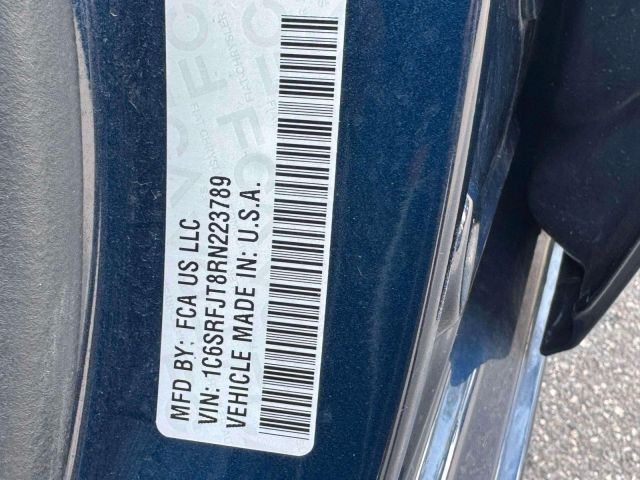 MFD BY: FCA US LLC
VIN: 1C6SRFJT8RN223789
VEHICLE MADE IN: U.S.A.